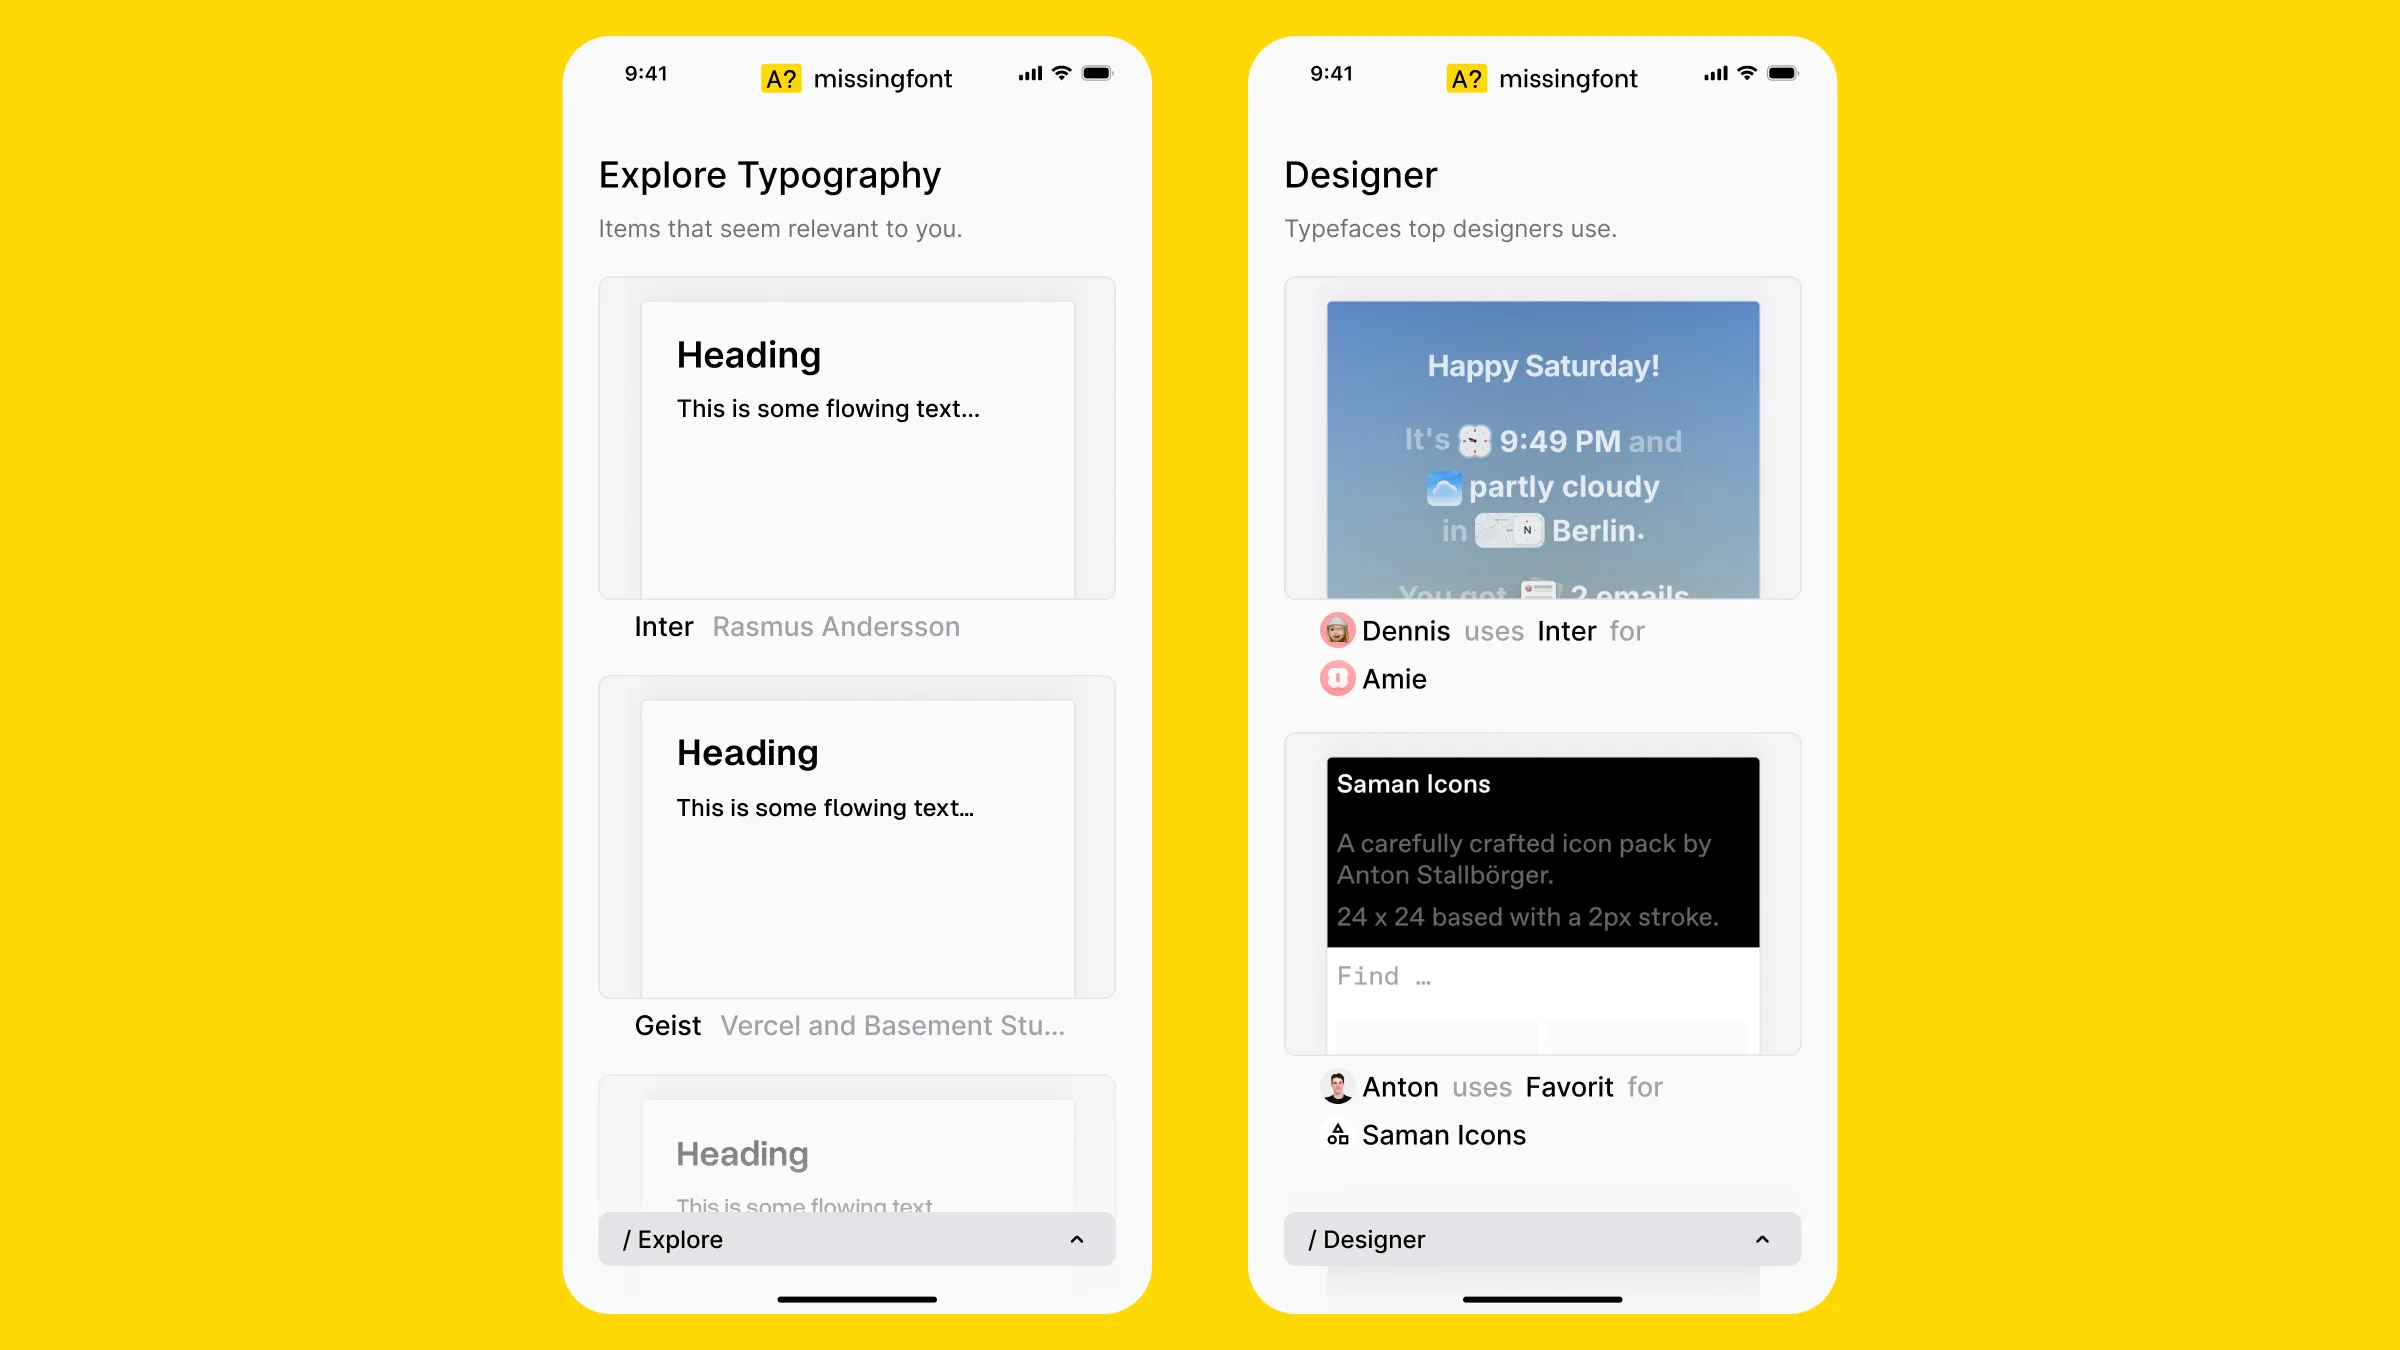 9:41
A? missingfont
Explore Typography
Items that seem relevant to you.
Heading
This is some flowing text...
Inter Rasmus Andersson
Heading
This is some flowing text...
Geist Vercel and Basement Stu...
Heading
This is some flowing text
/ Explore
9:41
A? missingfont
Designer
Typefaces top designers use.
Happy Saturday!
It's 9:49 PM and
partly cloudy
in N Berlin.
You got 2 emails
Dennis uses Inter for
Amie
Saman Icons
A carefully crafted icon pack by
Anton Stallbörger.
24 x 24 based with a 2px stroke.
Find …
Anton uses Favorit for
Saman Icons
/ Designer